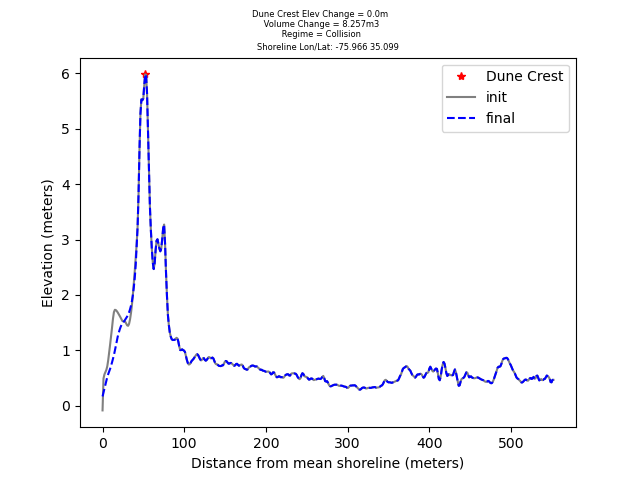 Dune Crest Elev Change = 0.0m
Volume Change = 8.257m3
Regime = Collision
Shoreline Lon/Lat: -75.966 35.099
Dune Crest
init
final
6
5
4
3
2
1
0
Elevation (meters)
0 100 200 300 400 500
Distance from mean shoreline (meters)